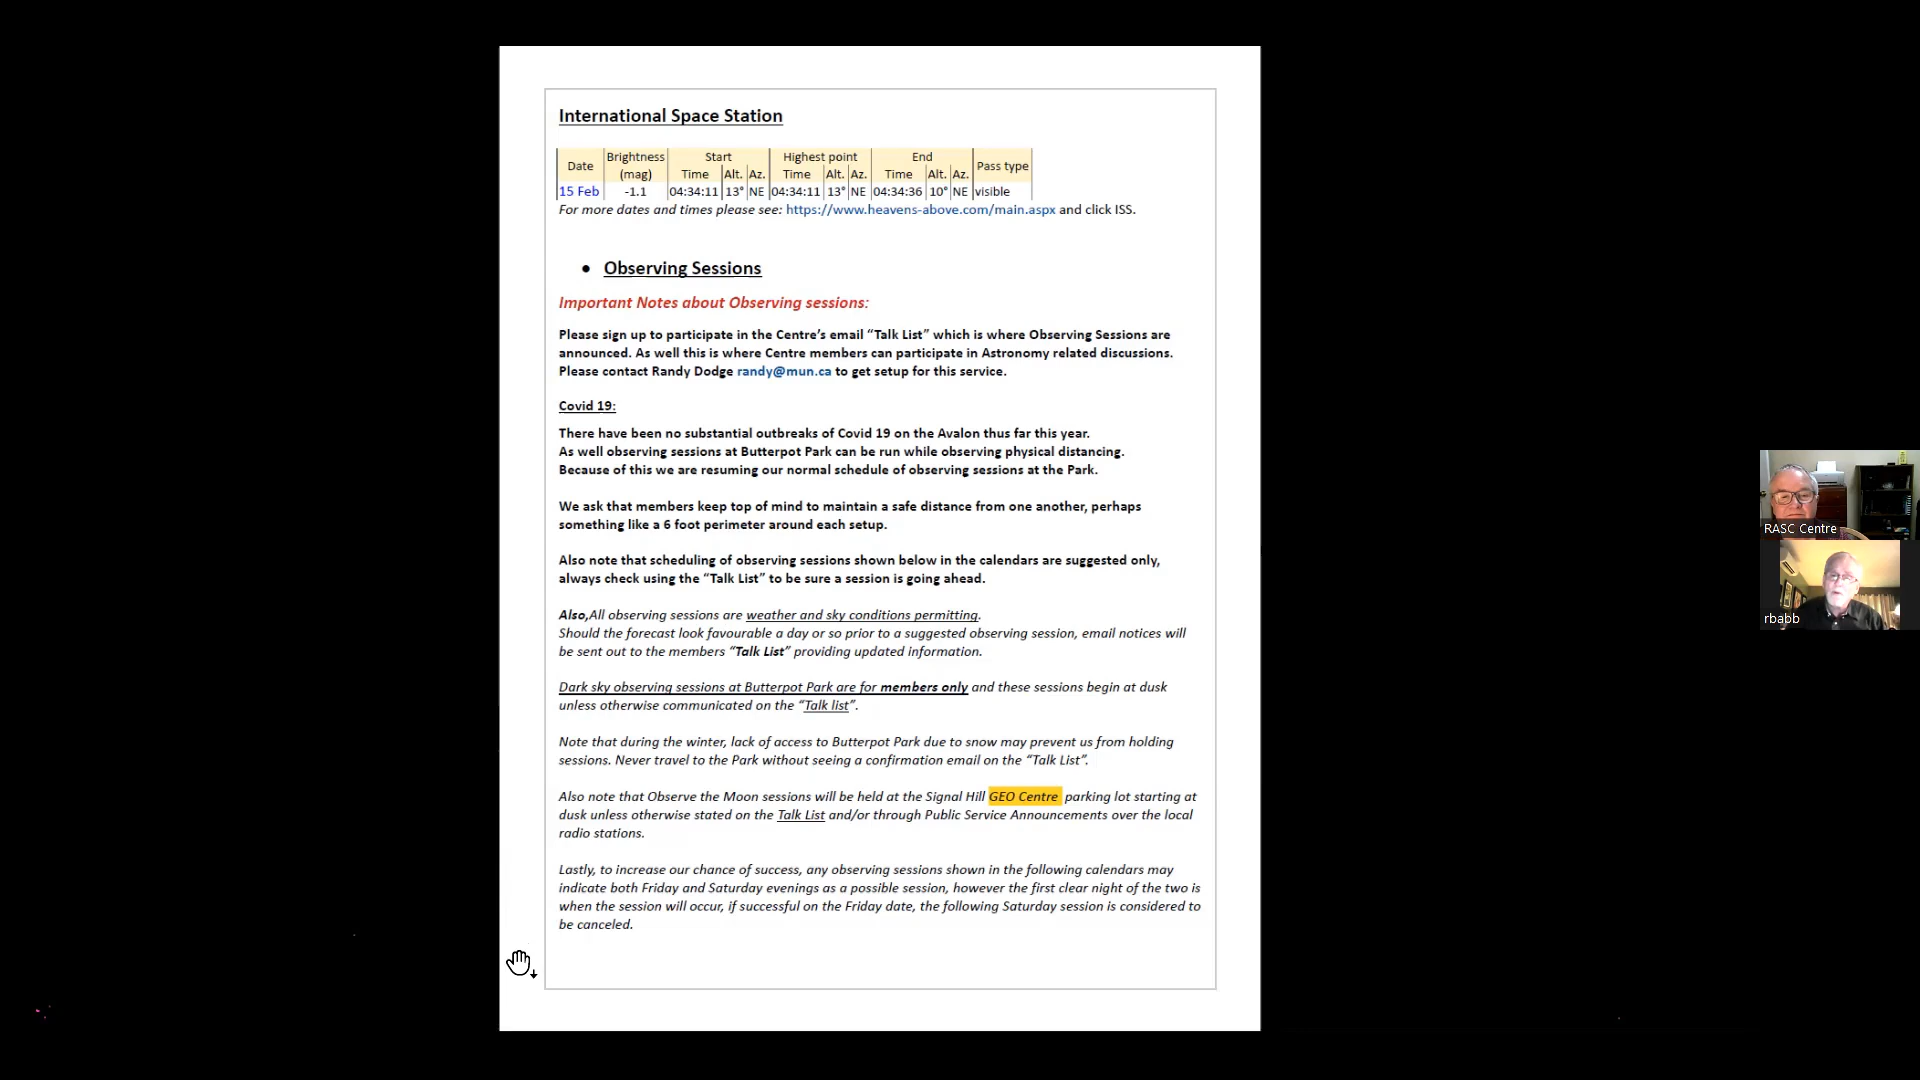 International Space Station
Date Brightness (mag) Start Highest point End Pass type
Time Alt. Az. Time Alt. Az. Time Alt. Az.
15 Feb -1.1 04:34:11 13° NE 04:34:11 13° NE 04:34:36 10° NE visible
For more dates and times please see: https://www.heavens-above.com/main.aspx and click ISS.
• Observing Sessions
Important Notes about Observing sessions:
Please sign up to participate in the Centre’s email “Talk List” which is where Observing Sessions are
announced. As well this is where Centre members can participate in Astronomy related discussions.
Please contact Randy Dodge randy@mun.ca to get setup for this service.
Covid 19:
There have been no substantial outbreaks of Covid 19 on the Avalon thus far this year.
As well observing sessions at Butterpot Park can be run while observing physical distancing.
Because of this we are resuming our normal schedule of observing sessions at the Park.
We ask that members keep top of mind to maintain a safe distance from one another, perhaps
something like a 6 foot perimeter around each setup.
Also note that scheduling of observing sessions shown below in the calendars are suggested only,
always check using the “Talk List” to be sure a session is going ahead.
Also,All observing sessions are weather and sky conditions permitting.
Should the forecast look favourable a day or so prior to a suggested observing session, email notices will
be sent out to the members “Talk List” providing updated information.
Dark sky observing sessions at Butterpot Park are for members only and these sessions begin at dusk
unless otherwise communicated on the “Talk list”.
Note that during the winter, lack of access to Butterpot Park due to snow may prevent us from holding
sessions. Never travel to the Park without seeing a confirmation email on the “Talk List”.
Also note that Observe the Moon sessions will be held at the Signal Hill GEO Centre parking lot starting at
dusk unless otherwise stated on the Talk List and/or through Public Service Announcements over the local
radio stations.
Lastly, to increase our chance of success, any observing sessions shown in the following calendars may
indicate both Friday and Saturday evenings as a possible session, however the first clear night of the two is
when the session will occur, if successful on the Friday date, the following Saturday session is considered to
be canceled.
RASC Centre
rbabb